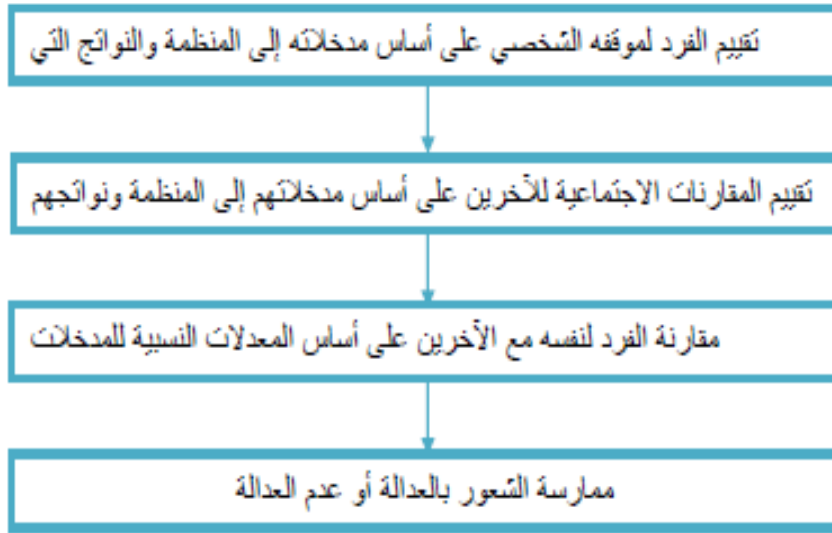 تقييم الفرد لموقفه الشخصي على أساس مدخلاته إلى المنظمة والنواتج التي
تقييم المقارنات الاجتماعية للآخرين على أساس مدخلاتهم إلى المنظمة ونواتجهم
مقارنة الفرد لنفسه مع الآخرين على أساس المعدلات النسبية للمدخلات
ممارسة الشعور بالعدالة أو عدم العدالة